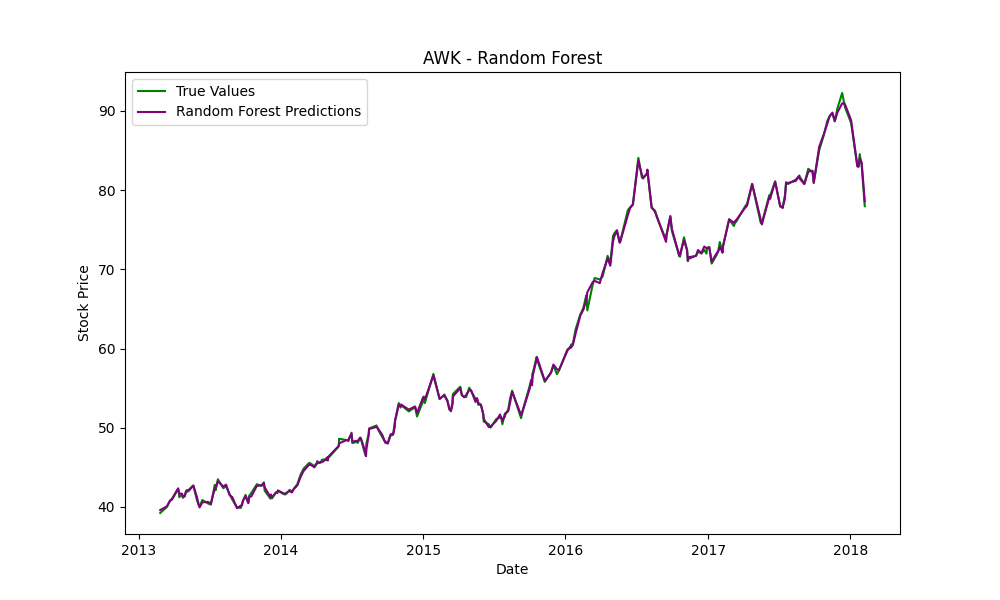 AWK - Random Forest
True Values
Random Forest Predictions
90
80
70
60
50
40
Stock Price
2013 2014 2015 2016 2017 2018
Date